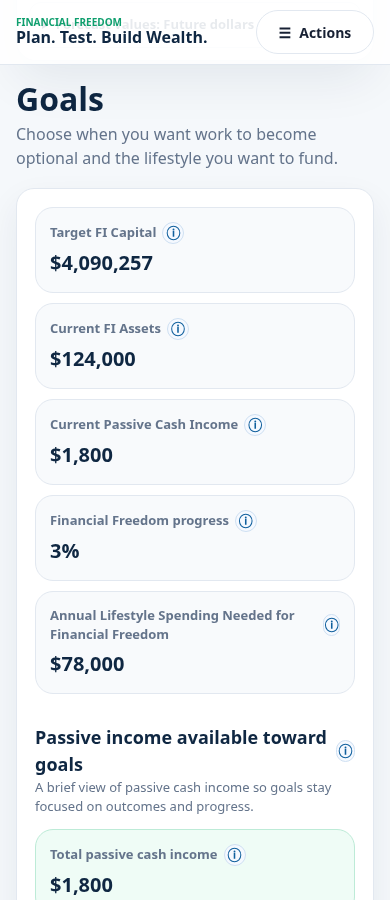 FINANCIAL FREEDOM
alues: Future dollars
Plan. Test. Build Wealth.
☰ Actions
Goals
Choose when you want work to become
optional and the lifestyle you want to fund.
Target FI Capital ⓘ
$4,090,257
Current FI Assets ⓘ
$124,000
Current Passive Cash Income ⓘ
$1,800
Financial Freedom progress ⓘ
3%
Annual Lifestyle Spending Needed for ⓘ
Financial Freedom
$78,000
Passive income available toward ⓘ
goals
A brief view of passive cash income so goals stay
focused on outcomes and progress.
Total passive cash income ⓘ
$1,800